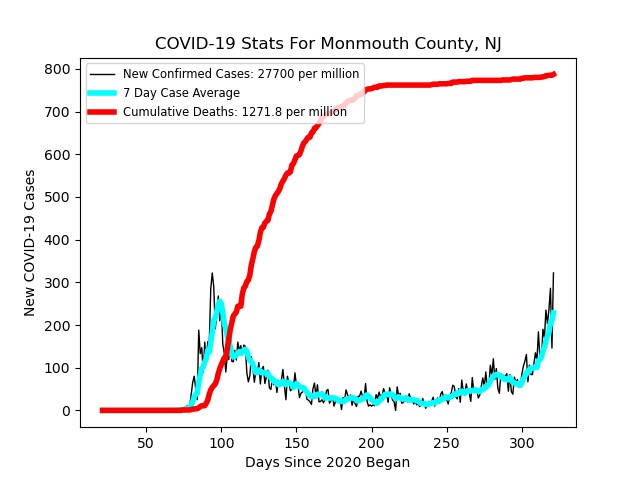 COVID-19 Stats For Monmouth County, NJ
New Confirmed Cases: 27700 per million
7 Day Case Average
Cumulative Deaths: 1271.8 per million
New COVID-19 Cases
800
700
600
500
400
300
200
100
0
50 100 150 200 250 300
Days Since 2020 Began